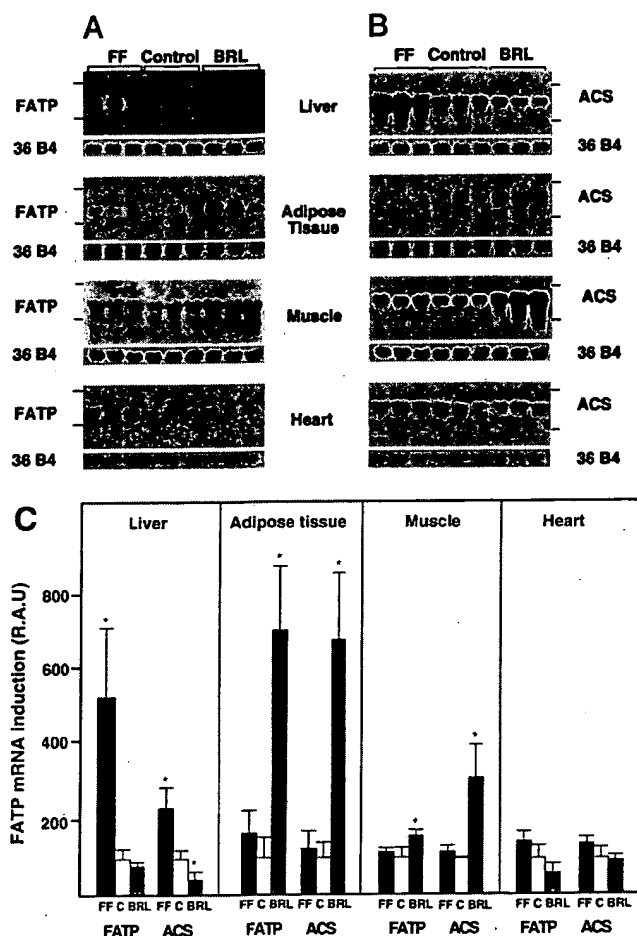 A
FF Control BRL
FATP
36 B4
FATP
36 B4
FATP
36 B4
FATP
36 B4
Liver
Adipose
Tissue
Muscle
Heart
B
FF Control BRL
ACS
36 B4
ACS
36 B4
ACS
36 B4
ACS
36 B4
C
Liver Adipose tissue Muscle Heart
FATP mRNA induction (R.A.U)
800
600
400
200
* * * * * * *
FF C BRL FF C BRL FF C BRL FF C BRL FF C BRL FF C BRL FF C BRL FF C BRL
FATP ACS FATP ACS FATP ACS FATP ACS